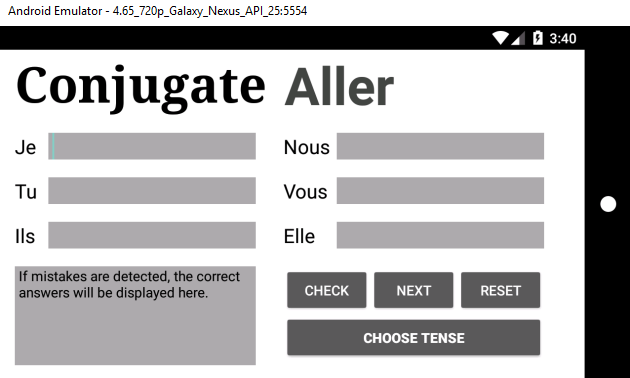 Android Emulator - 4.65_720p_Galaxy_Nexus_API_25:5554
3:40
Conjugate Aller
Je
Nous
Tu
Vous
Ils
Elle
If mistakes are detected, the correct
answers will be displayed here.
CHECK
NEXT
RESET
CHOOSE TENSE